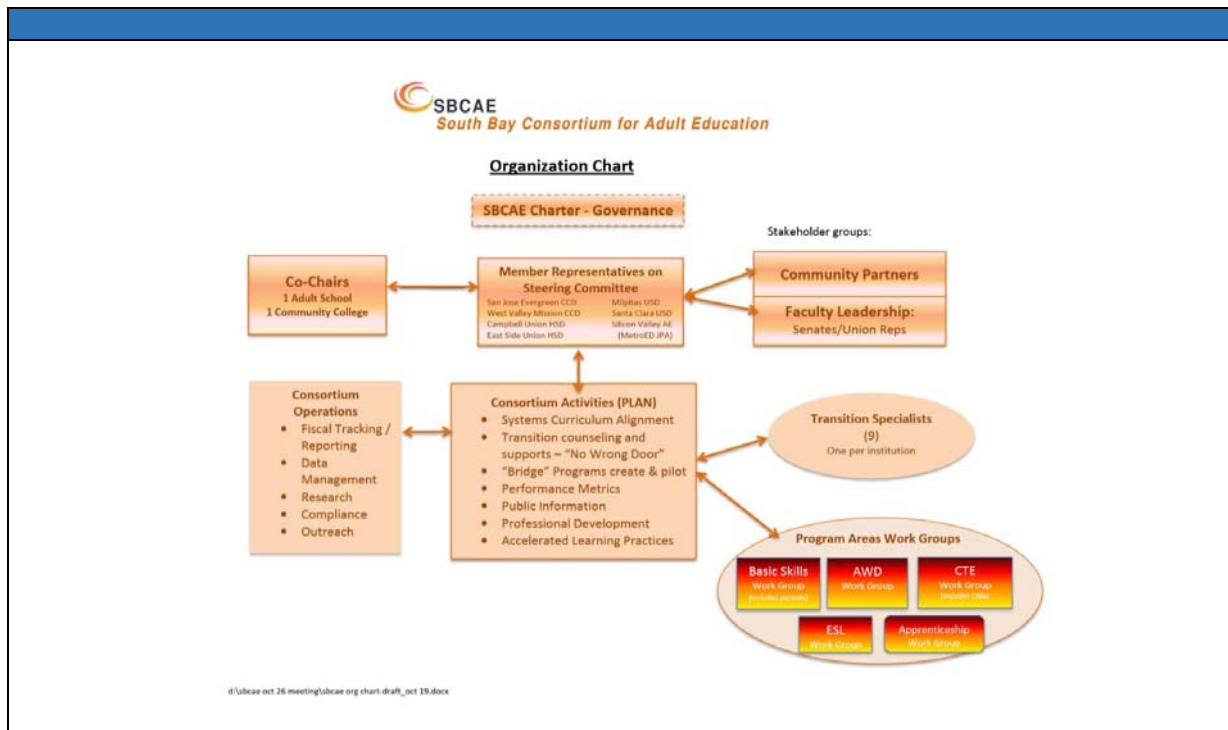 SBCAE
South Bay Consortium for Adult Education
Organization Chart
SBCAE Charter - Governance
Stakeholder groups:
Co-Chairs
1 Adult School
1 Community College
Member Representatives on
Steering Committee
San Jose Evergreen CCD
West Valley Mission CCD
Campbell Union HSD
East Side Union HSD
Milpitas USD
Santa Clara USD
Silicon Valley AE
(MetroED JPA)
Community Partners
Faculty Leadership:
Senates/Union Reps
Consortium
Operations
• Fiscal Tracking /
Reporting
• Data
Management
• Research
• Compliance
• Outreach
Consortium Activities (PLAN)
• Systems Curriculum Alignment
• Transition counseling and
supports – "No Wrong Door"
• "Bridge" Programs create & pilot
• Performance Metrics
• Public Information
• Professional Development
• Accelerated Learning Practices
Transition Specialists
(9)
One per institution
Program Areas Work Groups
Basic Skills
Work Group
(Includes parents)
AWD
Work Group
CTE
Work Group
(Includes Older
ESL
Work Group
Apprenticeship
Work Group
d:\sbcae oct 26 meeting\sbcae org chart-draft_oct 19.docx